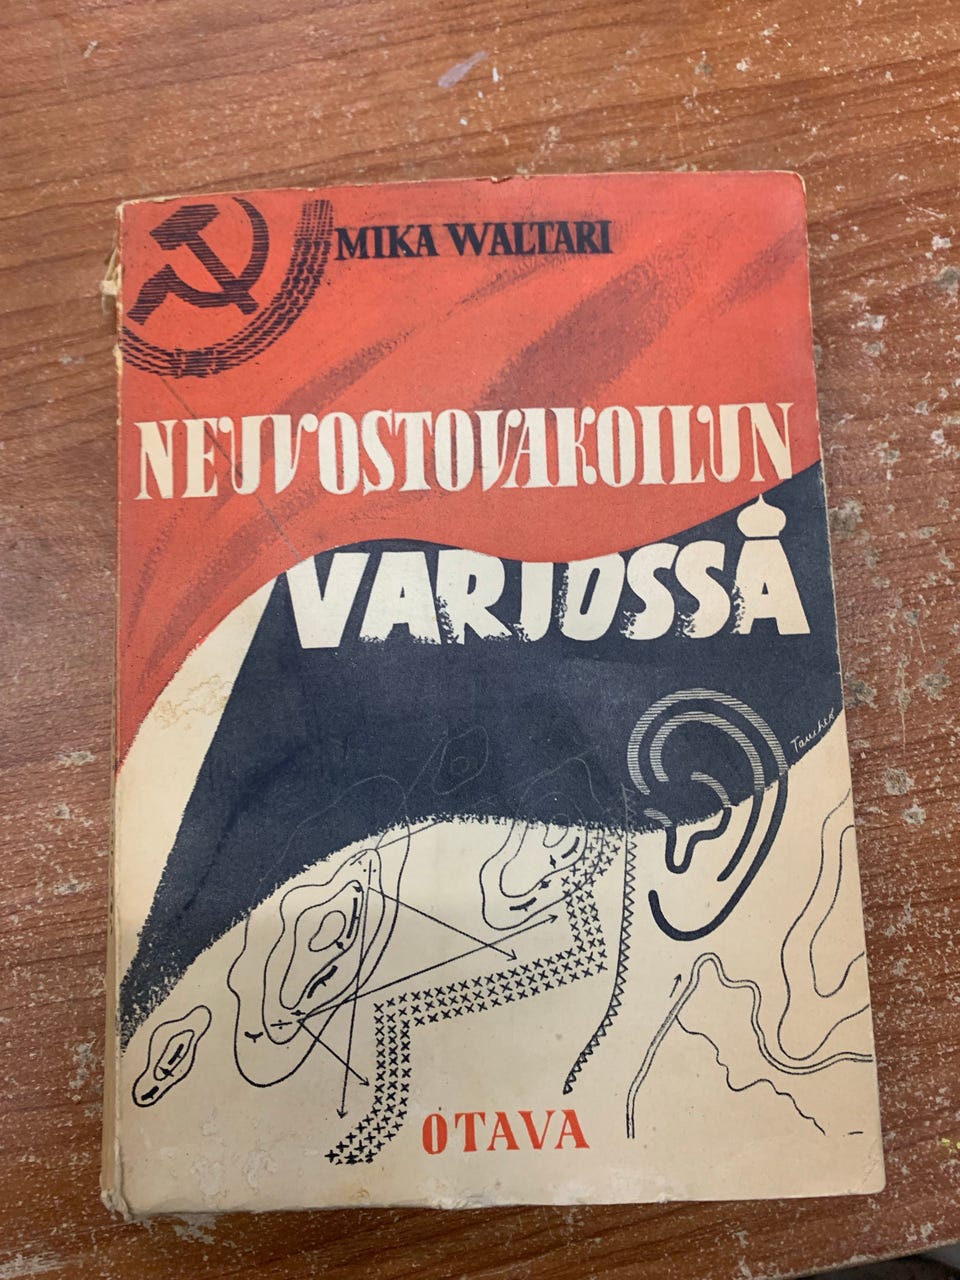 MIKA WALTARI
NEUVOSTOVAKOILUN
VARJOSSA
OTAVA